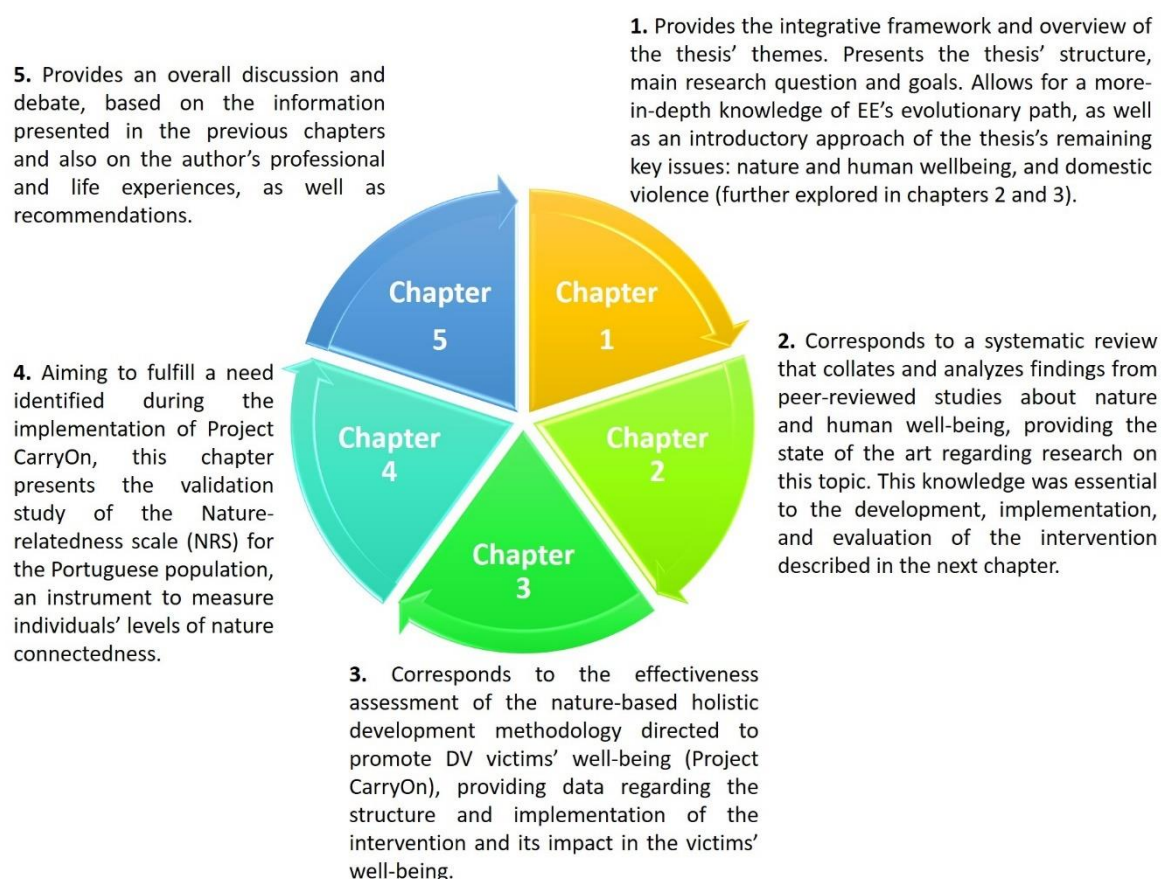 1. Provides the integrative framework and overview of
the thesis’ themes. Presents the thesis’ structure,
main research question and goals. Allows for a more-
in-depth knowledge of EE’s evolutionary path, as well
as an introductory approach of the thesis’s remaining
key issues: nature and human wellbeing, and domestic
violence (further explored in chapters 2 and 3).
5. Provides an overall discussion and
debate, based on the information
presented in the previous chapters
and also on the author’s professional
and life experiences, as well as
recommendations.
Chapter
5
Chapter
1
2. Corresponds to a systematic review
that collates and analyzes findings from
peer-reviewed studies about nature
and human well-being, providing the
state of the art regarding research on
this topic. This knowledge was essential
to the development, implementation,
and evaluation of the intervention
described in the next chapter.
4. Aiming to fulfill a need
identified during the
implementation of Project
CarryOn, this chapter
presents the validation
study of the Nature-
relatedness scale (NRS) for
the Portuguese population,
an instrument to measure
individuals’ levels of nature
connectedness.
Chapter
4
Chapter
2
Chapter
3
3. Corresponds to the effectiveness
assessment of the nature-based holistic
development methodology directed to
promote DV victims’ well-being (Project
CarryOn), providing data regarding the
structure and implementation of the
intervention and its impact in the victims’
well-being.